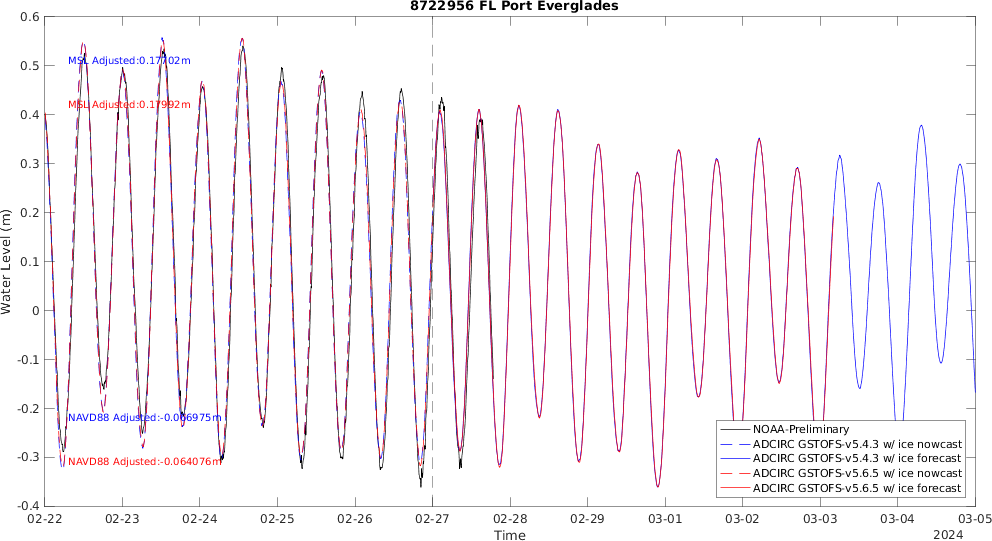 8722956 FL Port Everglades
0.6
0.5
0.4
0.3
0.2
0.1
0
-0.1
-0.2
-0.3
-0.4
Water Level (m)
MSL Adjusted:0.17702m
MSL Adjusted:0.17992m
NAVD88 Adjusted:-0.066975m
NAVD88 Adjusted:-0.064076m
NOAA-Preliminary
ADCIRC GSTOFS-v5.4.3 w/ ice nowcast
ADCIRC GSTOFS-v5.4.3 w/ ice forecast
ADCIRC GSTOFS-v5.6.5 w/ ice nowcast
ADCIRC GSTOFS-v5.6.5 w/ ice forecast
02-22 02-23 02-24 02-25 02-26 02-27 02-28 02-29 03-01 03-02 03-03 03-04 03-05
Time
2024